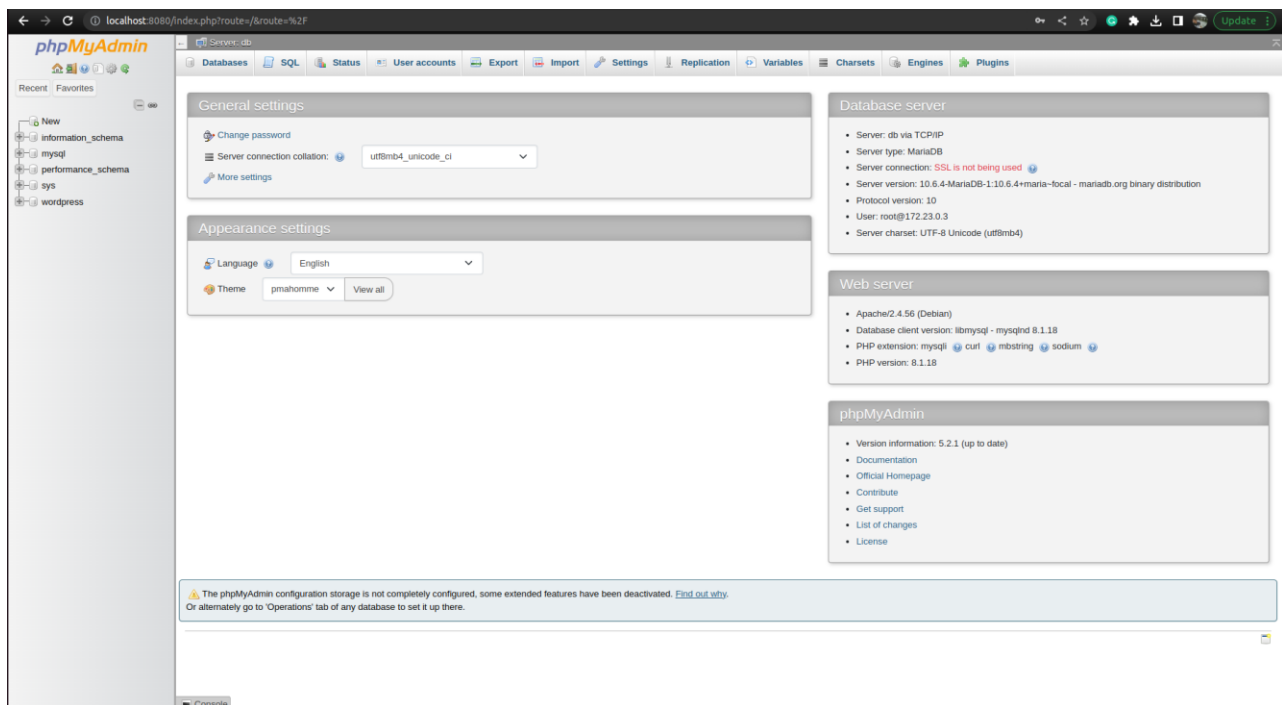 localhost:8080/index.php?route=/&route=%2F
Update
phpMyAdmin
Recent Favorites
New
information_schema
mysql
performance_schema
sys
wordpress
Server: db
Databases SQL Status User accounts Export Import Settings Replication Variables Charsets Engines Plugins
General settings
Change password
Server connection collation: utf8mb4_unicode_ci
More settings
Appearance settings
Language English
Theme pmahomme View all
Database server
Server: db via TCP/IP
Server type: MariaDB
Server connection: SSL is not being used
Server version: 10.6.4-MariaDB-1:10.6.4+maria~focal - mariadb.org binary distribution
Protocol version: 10
User: root@172.23.0.3
Server charset: UTF-8 Unicode (utf8mb4)
Web server
Apache/2.4.56 (Debian)
Database client version: libmysql - mysqlnd 8.1.18
PHP extension: mysqli curl mbstring sodium
PHP version: 8.1.18
phpMyAdmin
Version information: 5.2.1 (up to date)
Documentation
Official Homepage
Contribute
Get support
List of changes
License
The phpMyAdmin configuration storage is not completely configured, some extended features have been deactivated. Find out why.
Or alternately go to 'Operations' tab of any database to set it up there.
Console